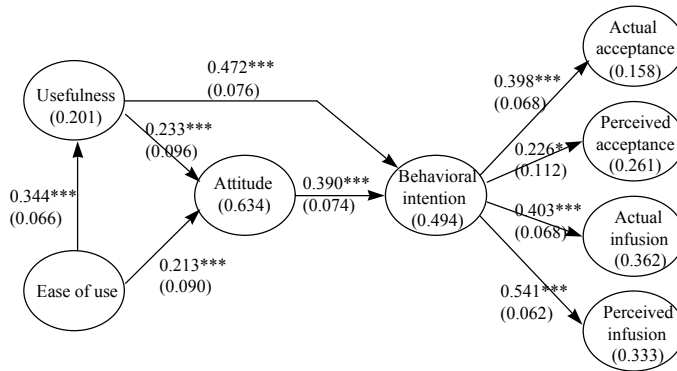 Actual
acceptance
(0.158)
0.472***
(0.076)
0.398***
(0.068)
Usefulness
(0.201)
0.233***
(0.096)
Perceived
acceptance
(0.261)
0.226*
(0.112)
Attitude
(0.634)
0.390***
(0.074)
Behavioral
intention
(0.494)
0.344***
(0.066)
0.403***
(0.068)
Actual
infusion
(0.362)
Ease of use
0.213***
(0.090)
0.541***
(0.062)
Perceived
infusion
(0.333)